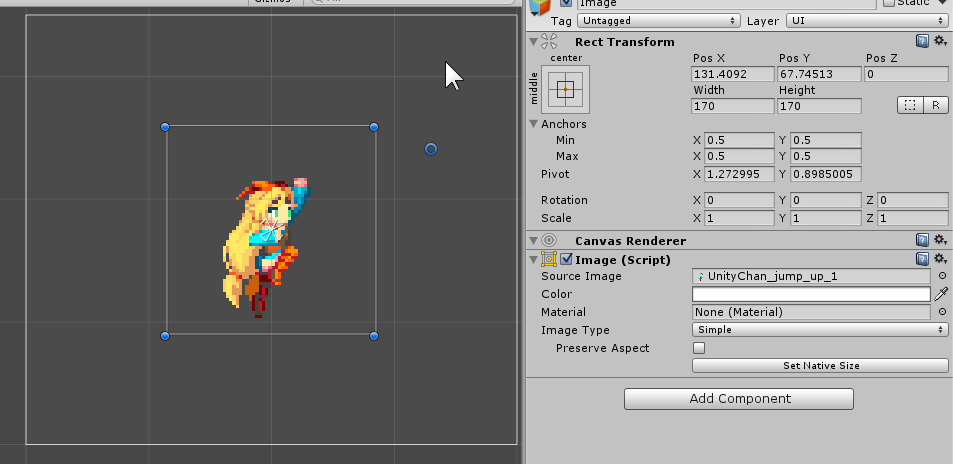 Image Static
Tag Untagged Layer UI
Rect Transform
center
middle
Pos X Pos Y Pos Z
131.4092 67.74513 0
Width Height
170 170
R
Anchors
Min X 0.5 Y 0.5
Max X 0.5 Y 0.5
Pivot X 1.272995 Y 0.8985005
Rotation X 0 Y 0 Z 0
Scale X 1 Y 1 Z 1
Canvas Renderer
Image (Script)
Source Image UnityChan_jump_up_1
Color
Material None (Material)
Image Type Simple
Preserve Aspect
Set Native Size
Add Component